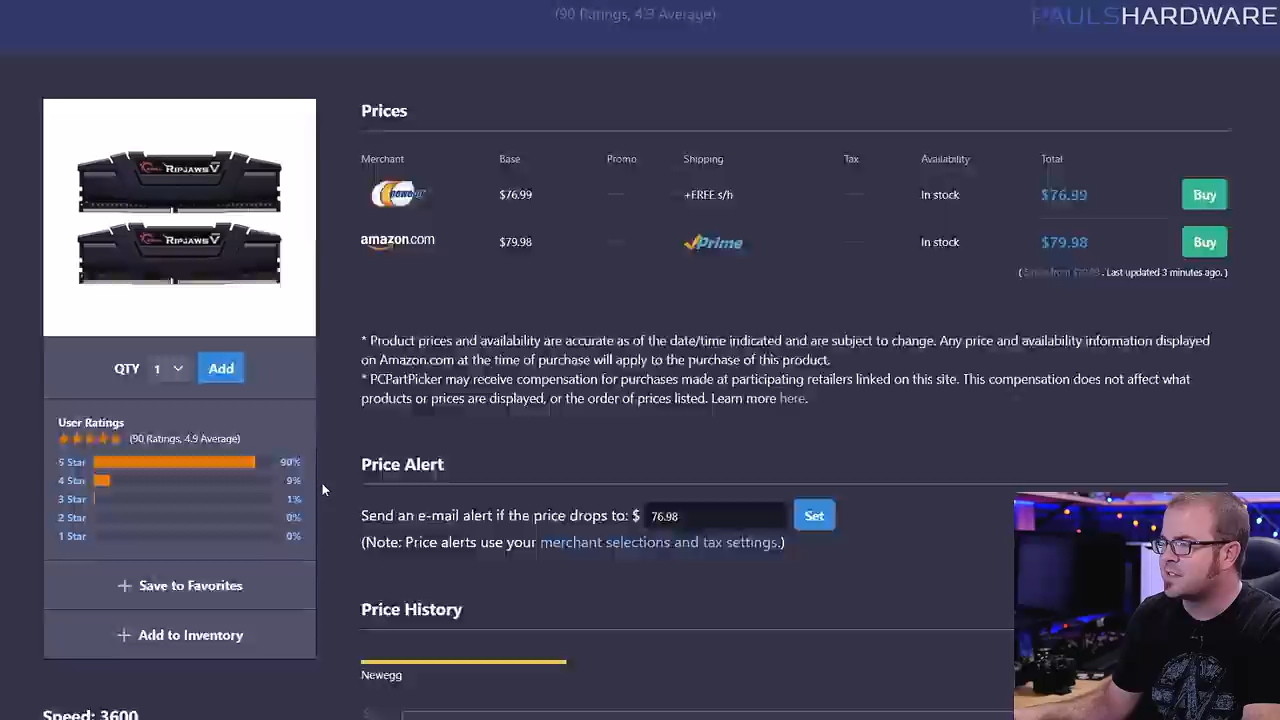 (90 Ratings, 4.9 Average)
PAULSHARDWARE
Prices
Merchant Base Promo Shipping Tax Availability Total
RIPJAWS V
newegg $76.99 +FREE s/h In stock $76.99 Buy
RIPJAWS V
amazon.com $79.98 Prime In stock $79.98 Buy
. Last updated 3 minutes ago. )
* Product prices and availability are accurate as of the date/time indicated and are subject to change. Any price and availability information displayed
on Amazon.com at the time of purchase will apply to the purchase of this product.
* PCPartPicker may receive compensation for purchases made at participating retailers linked on this site. This compensation does not affect what
products or prices are displayed, or the order of prices listed. Learn more here.
QTY 1 Add
User Ratings
(90 Ratings, 4.9 Average)
5 Star 90%
4 Star 9%
3 Star 1%
2 Star 0%
1 Star 0%
+ Save to Favorites
+ Add to Inventory
Price Alert
Send an e-mail alert if the price drops to: $ 76.98 Set
(Note: Price alerts use your merchant selections and tax settings.)
Price History
Newegg
Speed: 3600